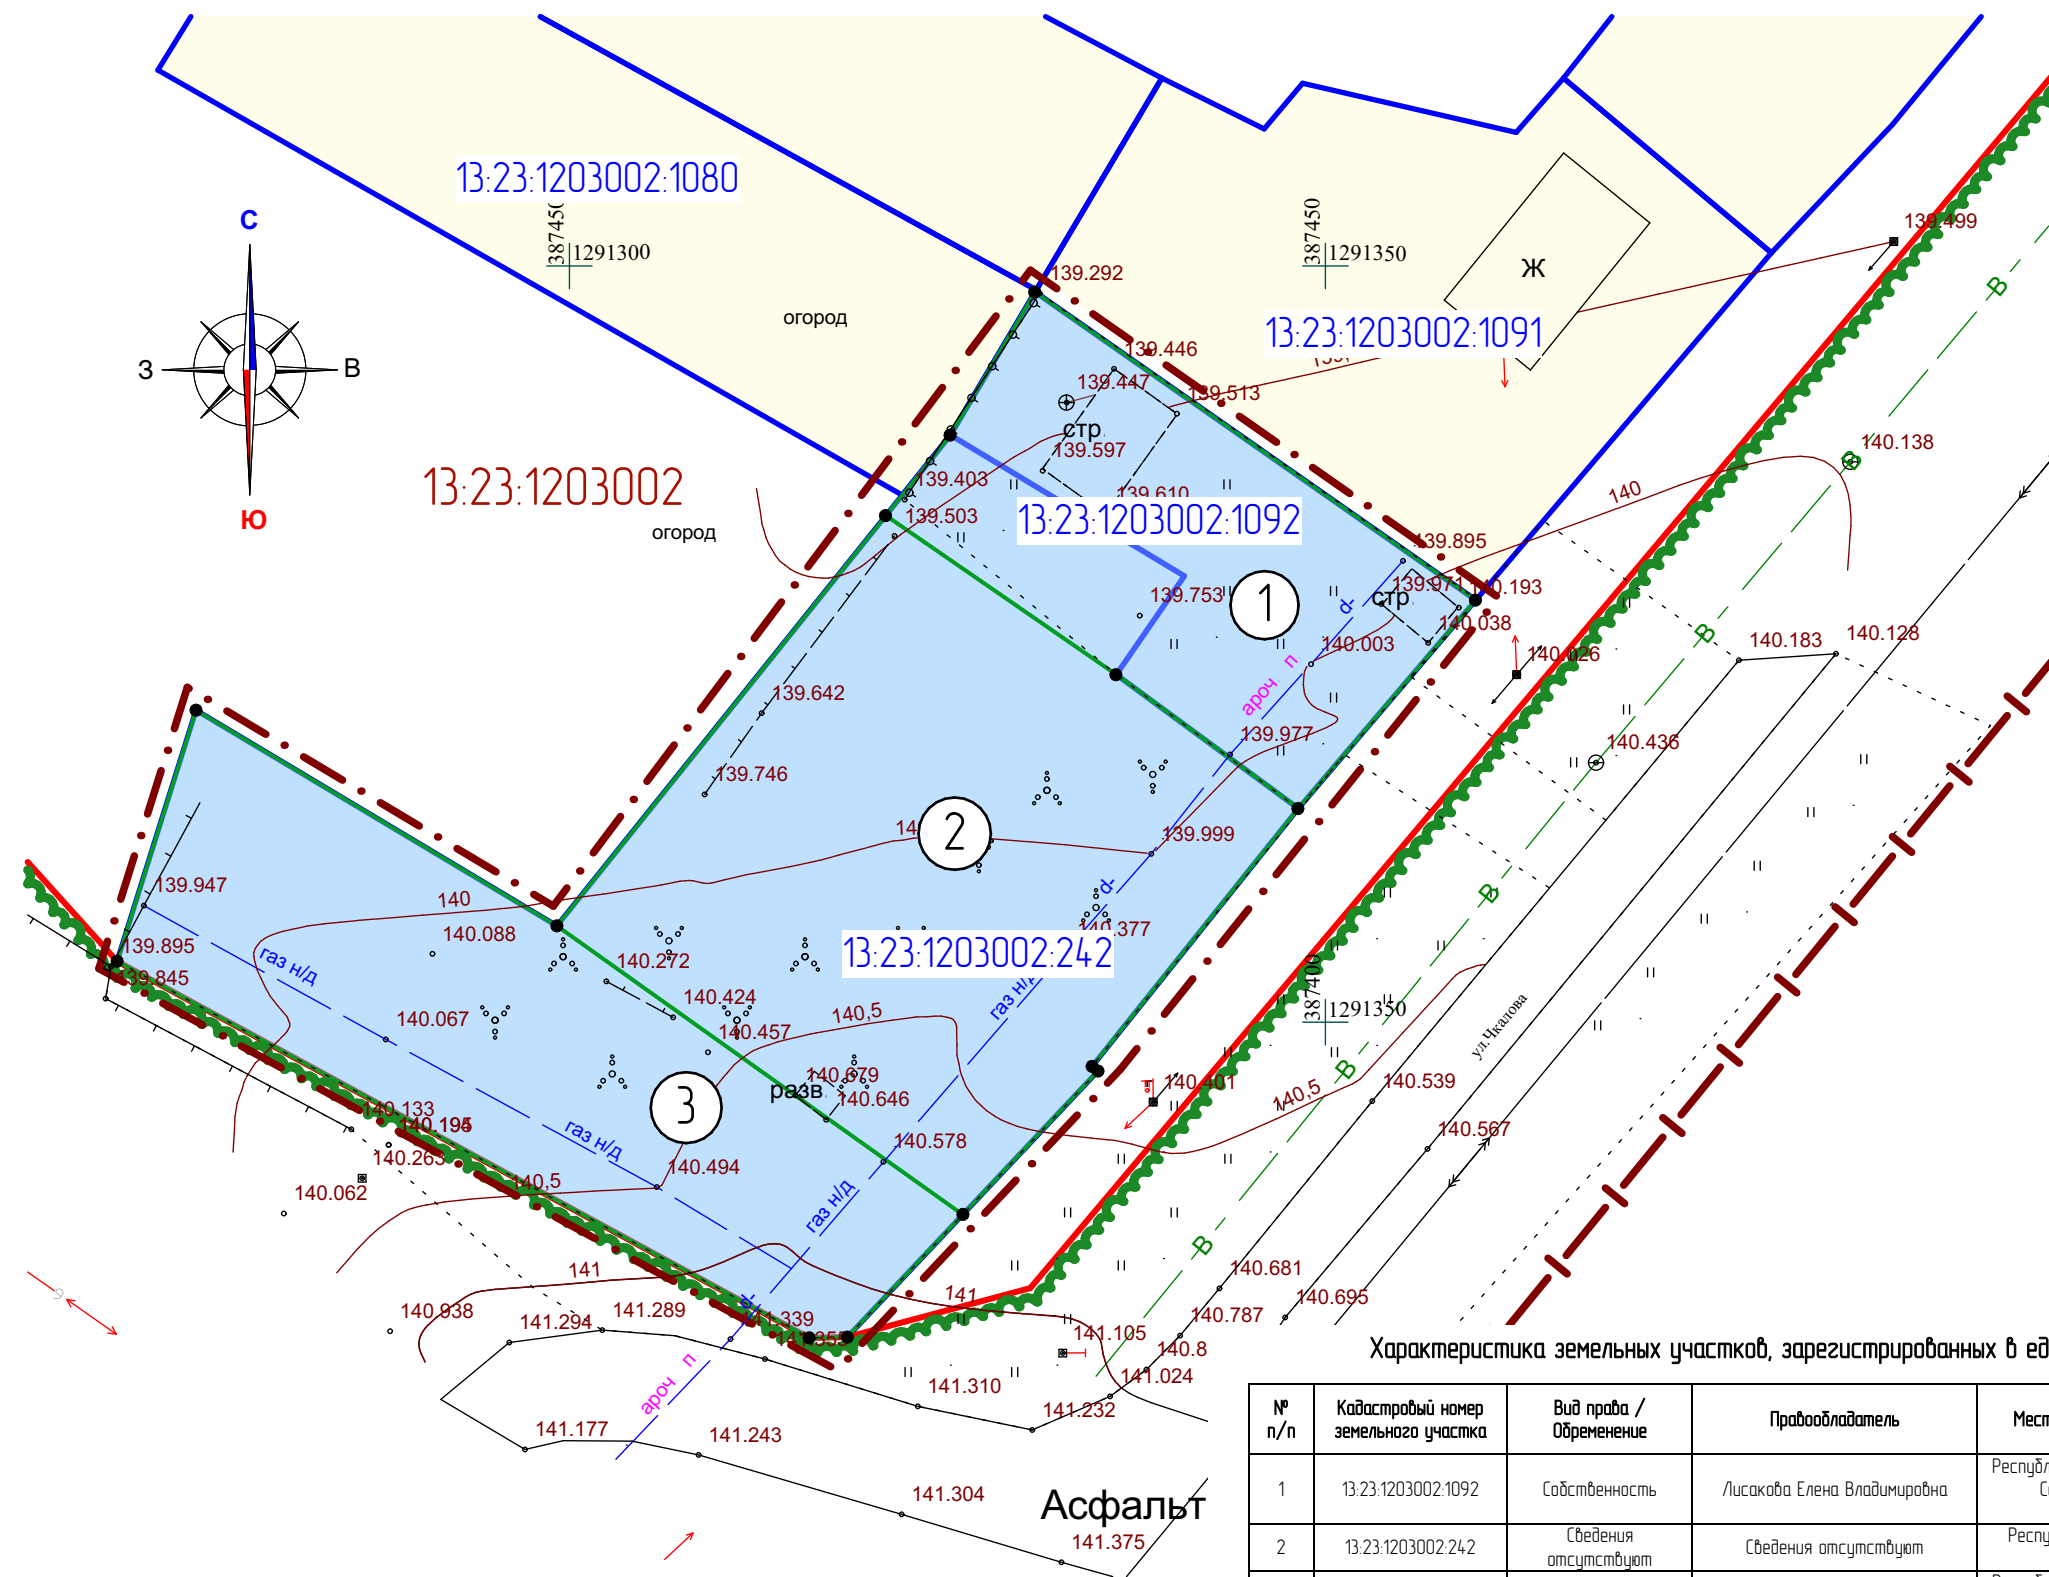 13:23:1203002:1080
387450
1291300
387450
1291350
139.499
С
З
В
Ю
Ж
139.292
огород
13:23:1203002:1091
139.446
139.447
139.513
В
стр.
139.597
140.138
В
13:23:1203002
139.403
139.610
140
139.503
13:23:1203002:1092
огород
139.895
139.971
140.193
139.753
1
стр.
d-
140.038
140.003
140.026
В
140.183
140.128
ароч. п
139.642
139.977
140.436
139.746
2
139.999
139.947
140
d-
В
140.088
140.377
139.895
139.845
газ н/д
140.272
13:23:1203002:242
140.424
газ н/д
387400
1291350
140.067
140.457
140,5
ул.Чкалова
140.679
140.401
140.539
В
3
разв.
140.646
140,5
140.133
140.194
газ н/д
140.578
140.567
140.263
140.494
140.062
140,5
газ н/д
В
141
140.681
141
140.695
140.938
141.294
141.289
141.339
141.355
140.787
141.105
140.8
141.024
ароч. п
141.310
141.232
141.177
141.243
141.304
Асфальт
141.375
Характеристика земельных участков, зарегистрированных в ед
№ п/п
Кадастровый номер земельного участка
Вид права / Обременение
Правообладатель
Мест
1
13:23:1203002:1092
Собственность
Лисакова Елена Владимировна
Республ
2
13:23:1203002:242
Сведения отсутствуют
Сведения отсутствуют
Респу